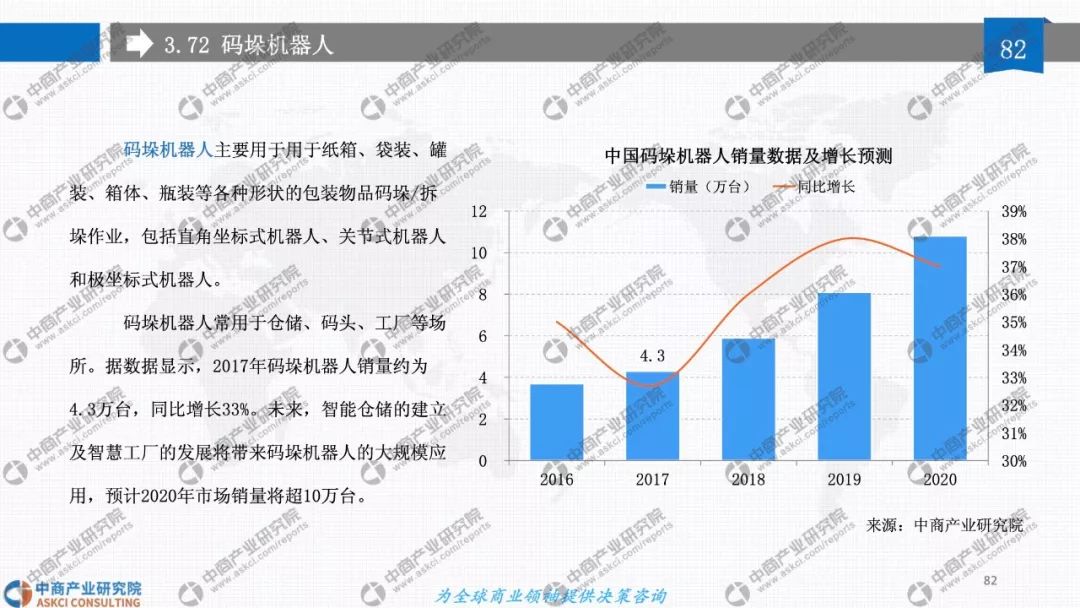 3.72 码垛机器人
82
码垛机器人主要用于用于纸箱、袋装、罐
装、箱体、瓶装等各种形状的包装物品码垛/拆
垛作业，包括直角坐标式机器人、关节式机器人
和极坐标式机器人。
码垛机器人常用于仓储、码头、工厂等场
所。据数据显示，2017年码垛机器人销量约为
4.3万台，同比增长33%。未来，智能仓储的建立
及智慧工厂的发展将带来码垛机器人的大规模应
用，预计2020年市场销量将超10万台。
中国码垛机器人销量数据及增长预测
销量（万台） 同比增长
12
10
8
6
4
2
0
4.3
39%
38%
37%
36%
35%
34%
33%
32%
31%
30%
2016 2017 2018 2019 2020
来源：中商产业研究院
中商产业研究院
ASKCI CONSULTING
为全球商业领袖提供决策咨询
82
中商产业研究院
www.askci.com/reports